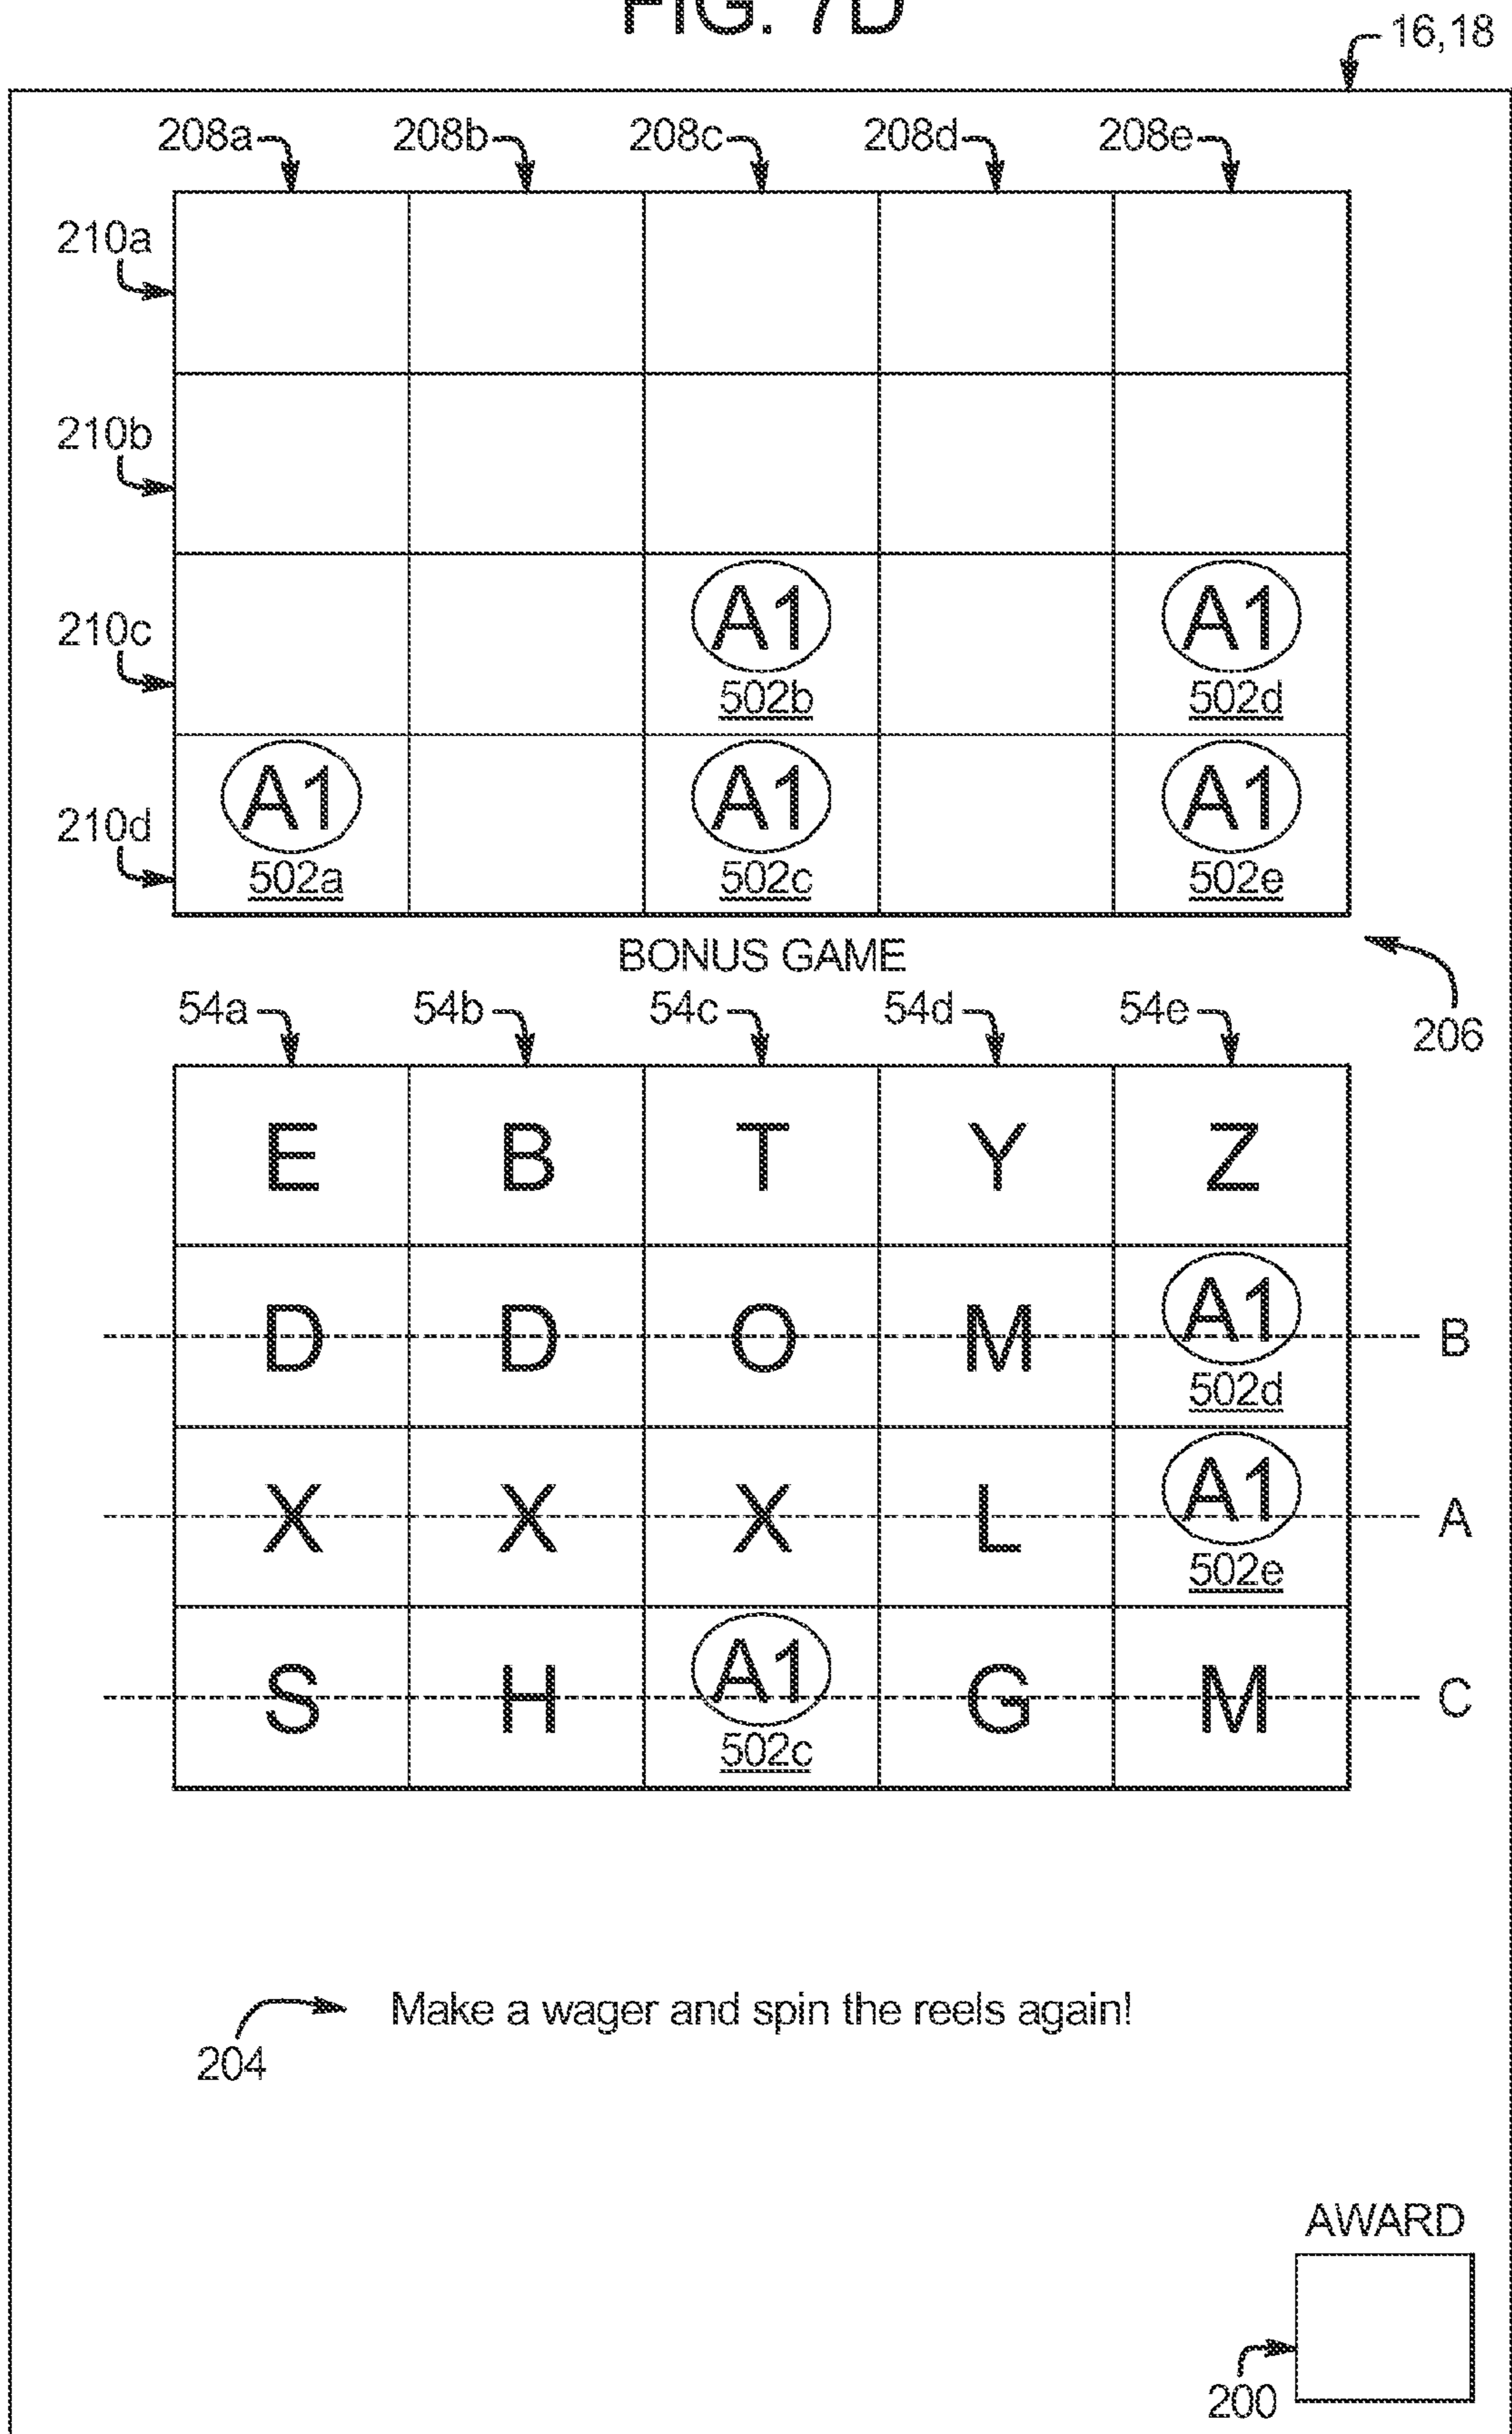 FIG. 7D
16,18
208a 208b 208c 208d 208e
210a
210b
210c
A1 A1
502b 502d
210d
A1 A1 A1
502a 502c 502e
BONUS GAME
206
54a 54b 54c 54d 54e
E B T Y Z
D D O M A1 B
502d
X X X L A1 A
502e
S H A1 G M C
502c
Make a wager and spin the reels again!
204
AWARD
200